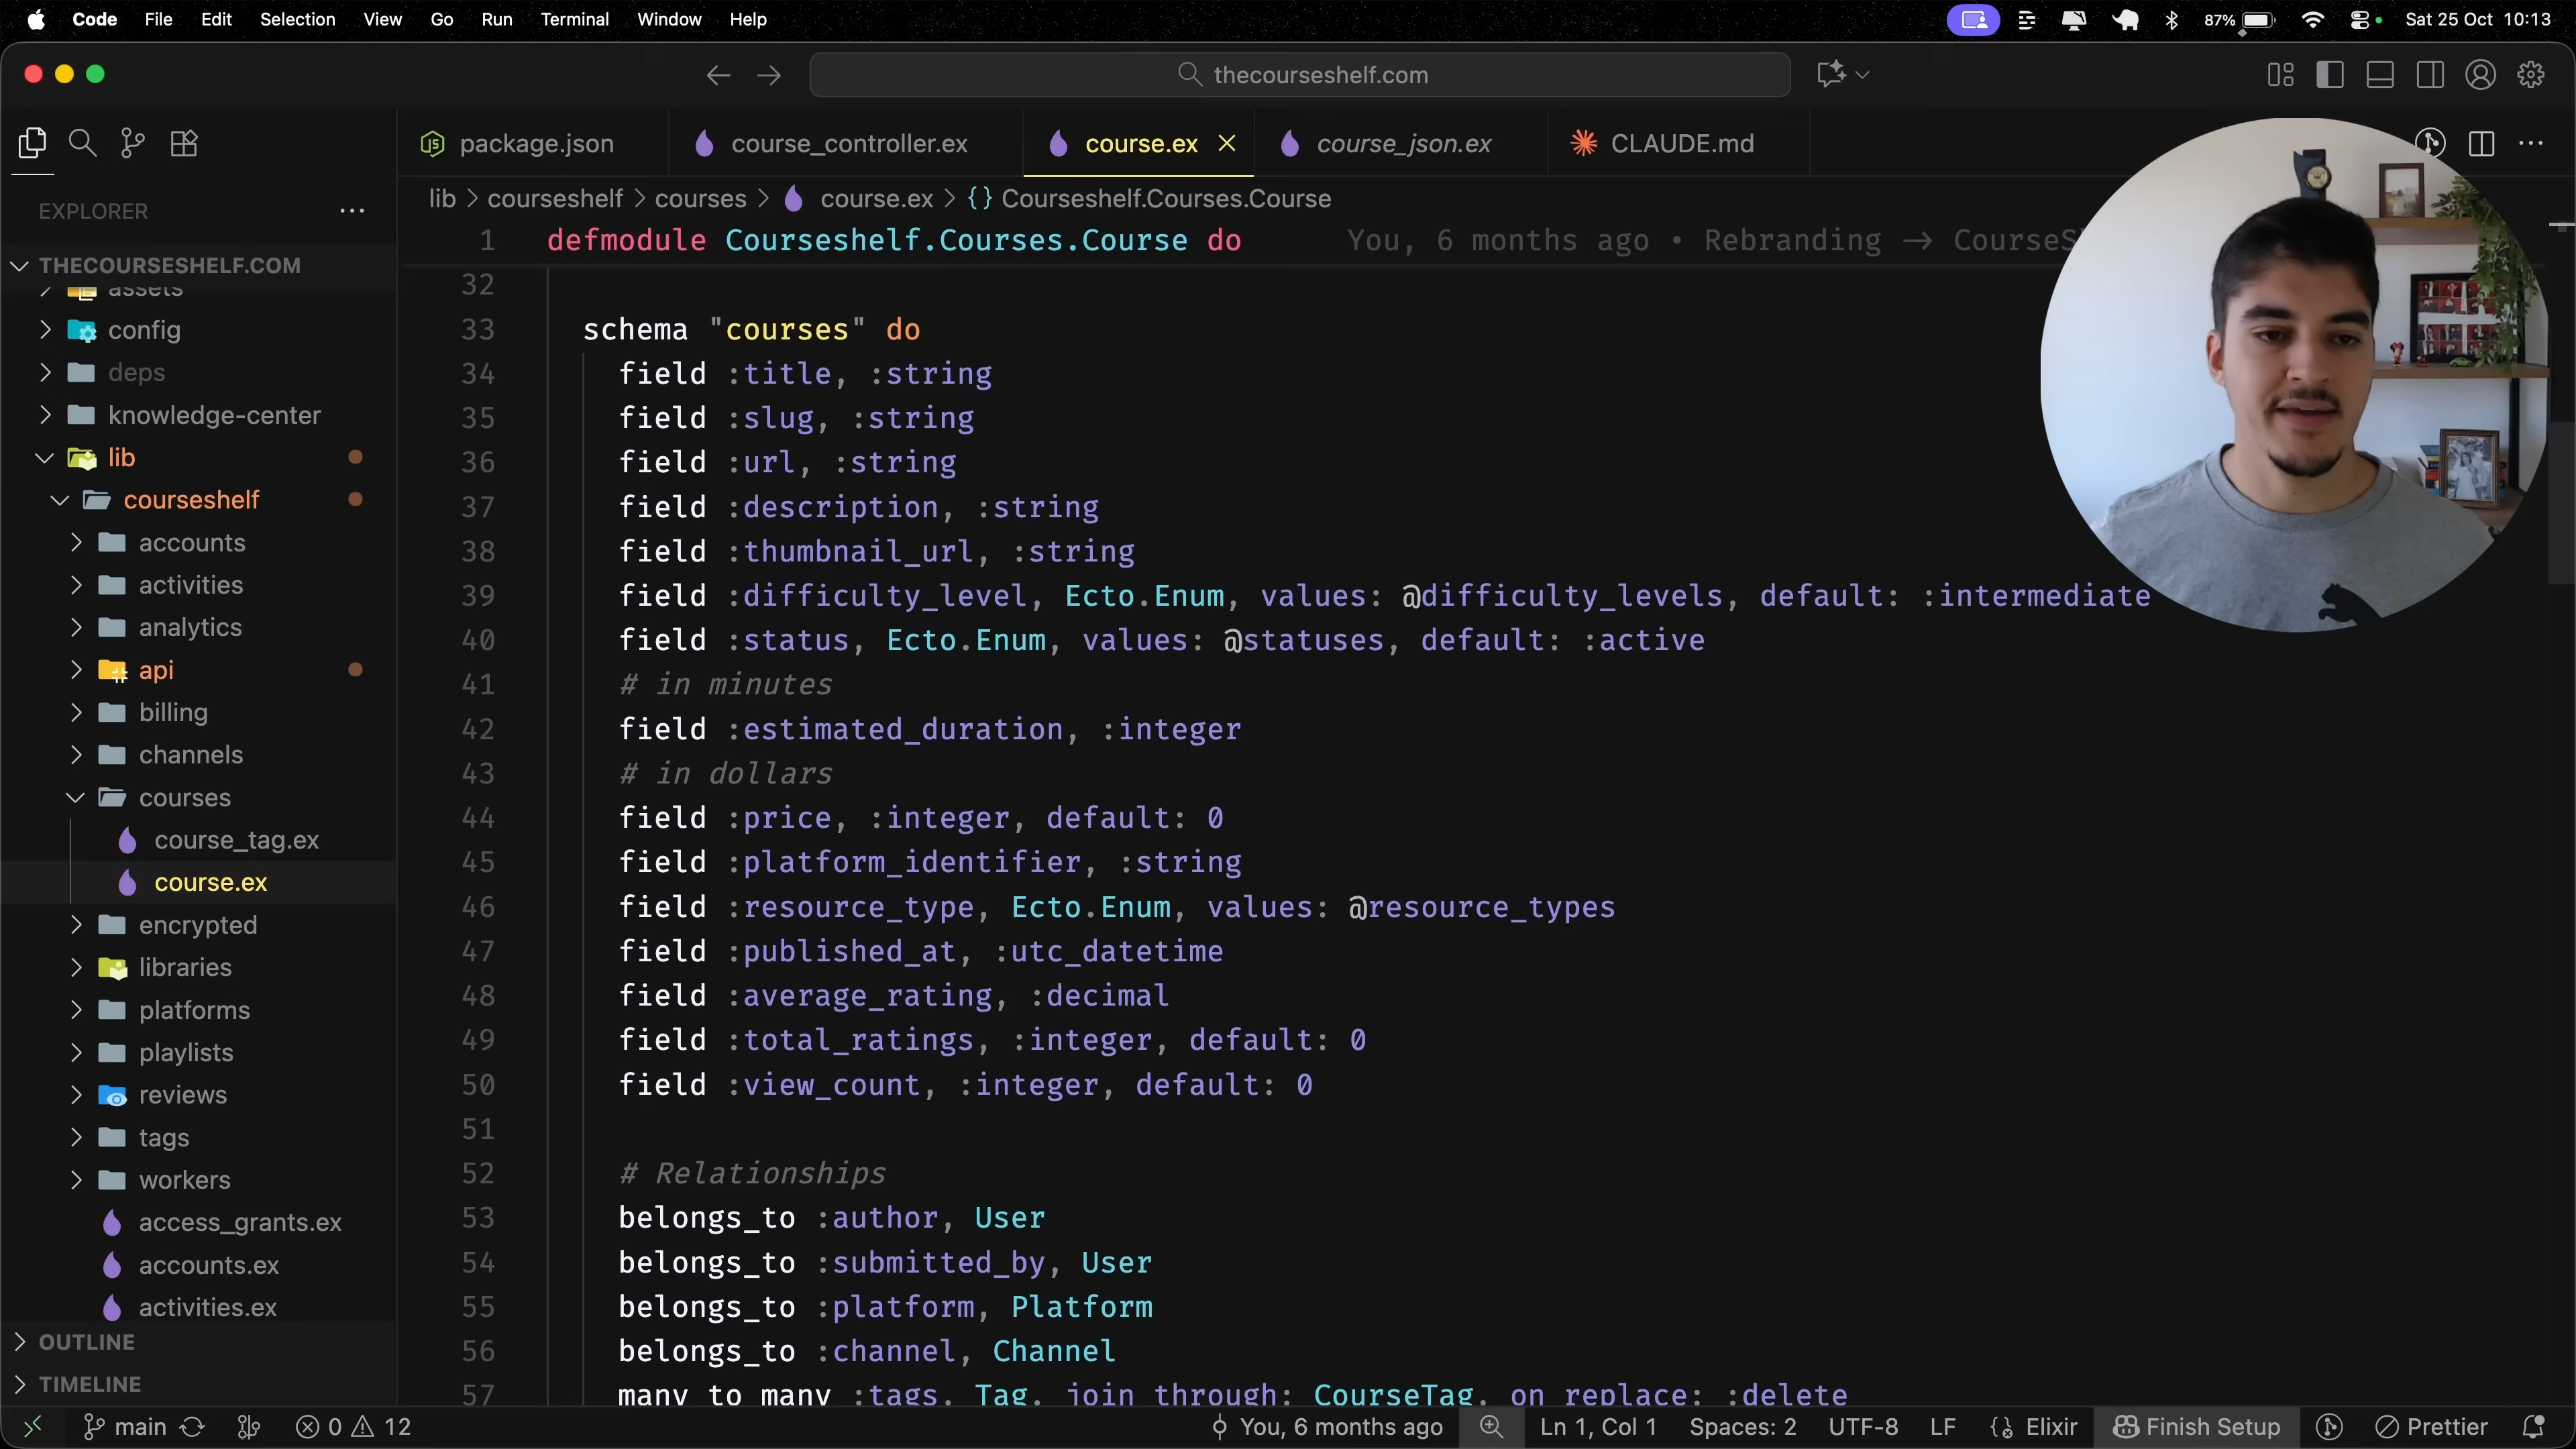 Code File Edit Selection View Go Run Terminal Window Help 87% Sat 25 Oct 10:13
thecourseshelf.com
package.json course_controller.ex course.ex course_json.ex CLAUDE.md
EXPLORER
THECOURSESHELF.COM
assets
config
deps
knowledge-center
lib
courseshelf
accounts
activities
analytics
api
billing
channels
courses
course_tag.ex
course.ex
encrypted
libraries
platforms
playlists
reviews
tags
workers
access_grants.ex
accounts.ex
activities.ex
OUTLINE
TIMELINE
lib > courseshelf > courses > course.ex > {} Courseshelf.Courses.Course
1 defmodule Courseshelf.Courses.Course do You, 6 months ago • Rebranding → CourseS
32
33 schema "courses" do
34 field :title, :string
35 field :slug, :string
36 field :url, :string
37 field :description, :string
38 field :thumbnail_url, :string
39 field :difficulty_level, Ecto.Enum, values: @difficulty_levels, default: :intermediate
40 field :status, Ecto.Enum, values: @statuses, default: :active
41 # in minutes
42 field :estimated_duration, :integer
43 # in dollars
44 field :price, :integer, default: 0
45 field :platform_identifier, :string
46 field :resource_type, Ecto.Enum, values: @resource_types
47 field :published_at, :utc_datetime
48 field :average_rating, :decimal
49 field :total_ratings, :integer, default: 0
50 field :view_count, :integer, default: 0
51
52 # Relationships
53 belongs_to :author, User
54 belongs_to :submitted_by, User
55 belongs_to :platform, Platform
56 belongs_to :channel, Channel
57 many_to_many :tags, Tag, join_through: CourseTag, on_replace: :delete
main 0 12 You, 6 months ago Ln 1, Col 1 Spaces: 2 UTF-8 LF Elixir Finish Setup Prettier